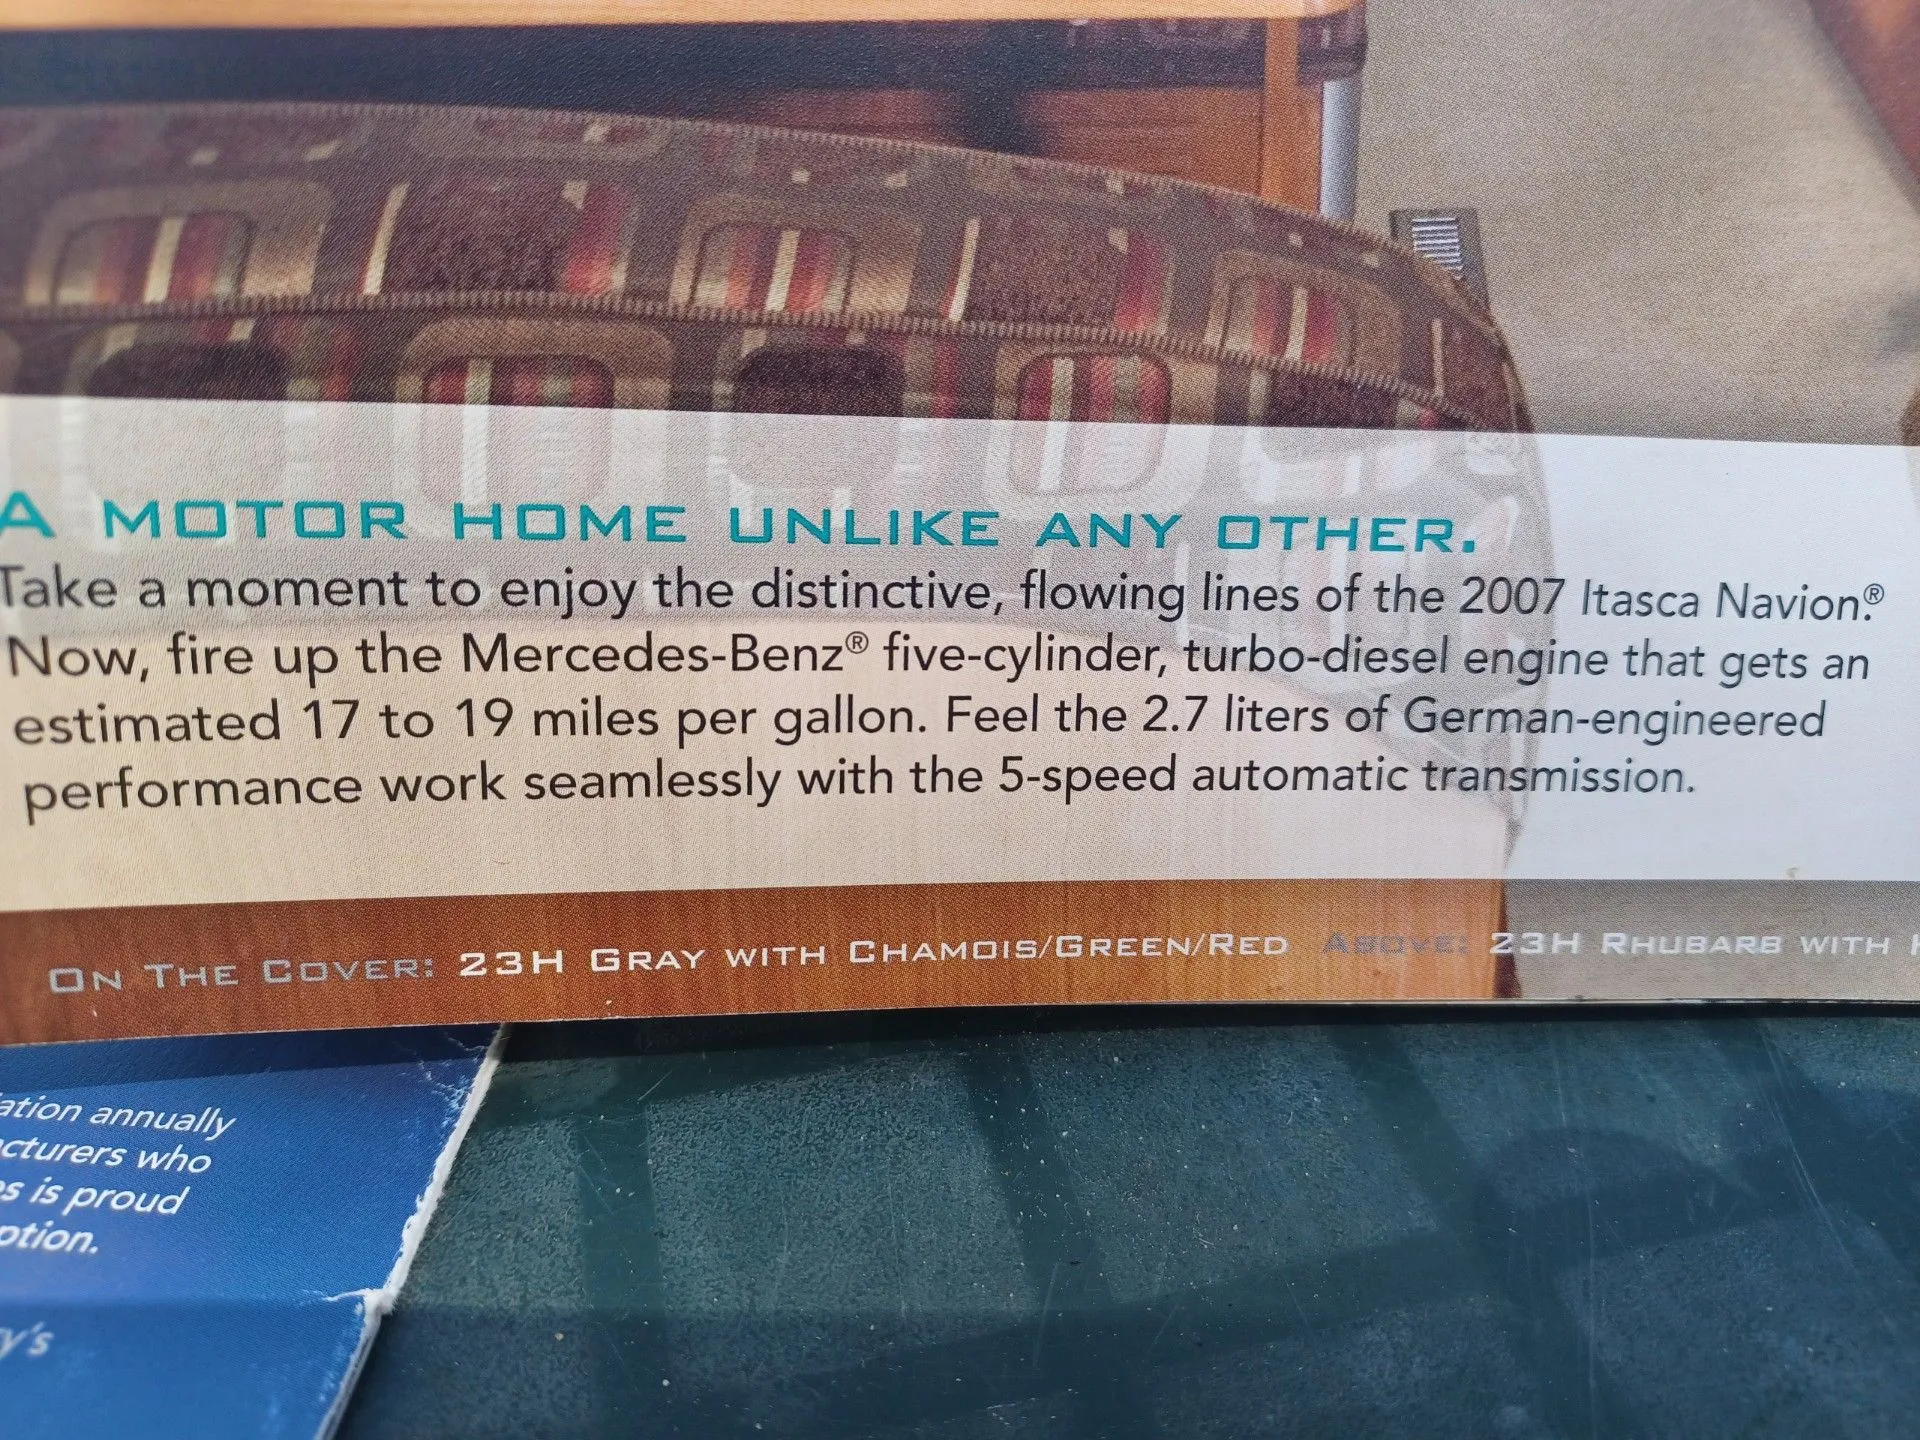 A MOTOR HOME UNLIKE ANY OTHER.
Take a moment to enjoy the distinctive, flowing lines of the 2007 Itasca Navion.®
Now, fire up the Mercedes-Benz® five-cylinder, turbo-diesel engine that gets an
estimated 17 to 19 miles per gallon. Feel the 2.7 liters of German-engineered
performance work seamlessly with the 5-speed automatic transmission.
ON THE COVER: 23H GRAY WITH CHAMOIS/GREEN/RED ABOVE: 23H RHUBARB WITH
annually
who
is proud